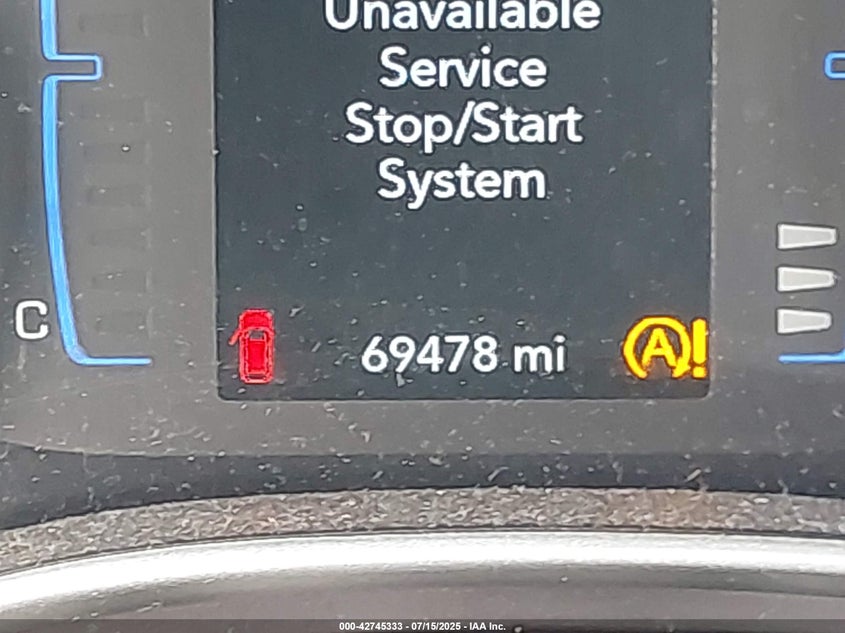 Unavailable
Service
Stop/Start
System
C
69478 mi
A!
000-42745333 - 07/15/2025 - IAA Inc.